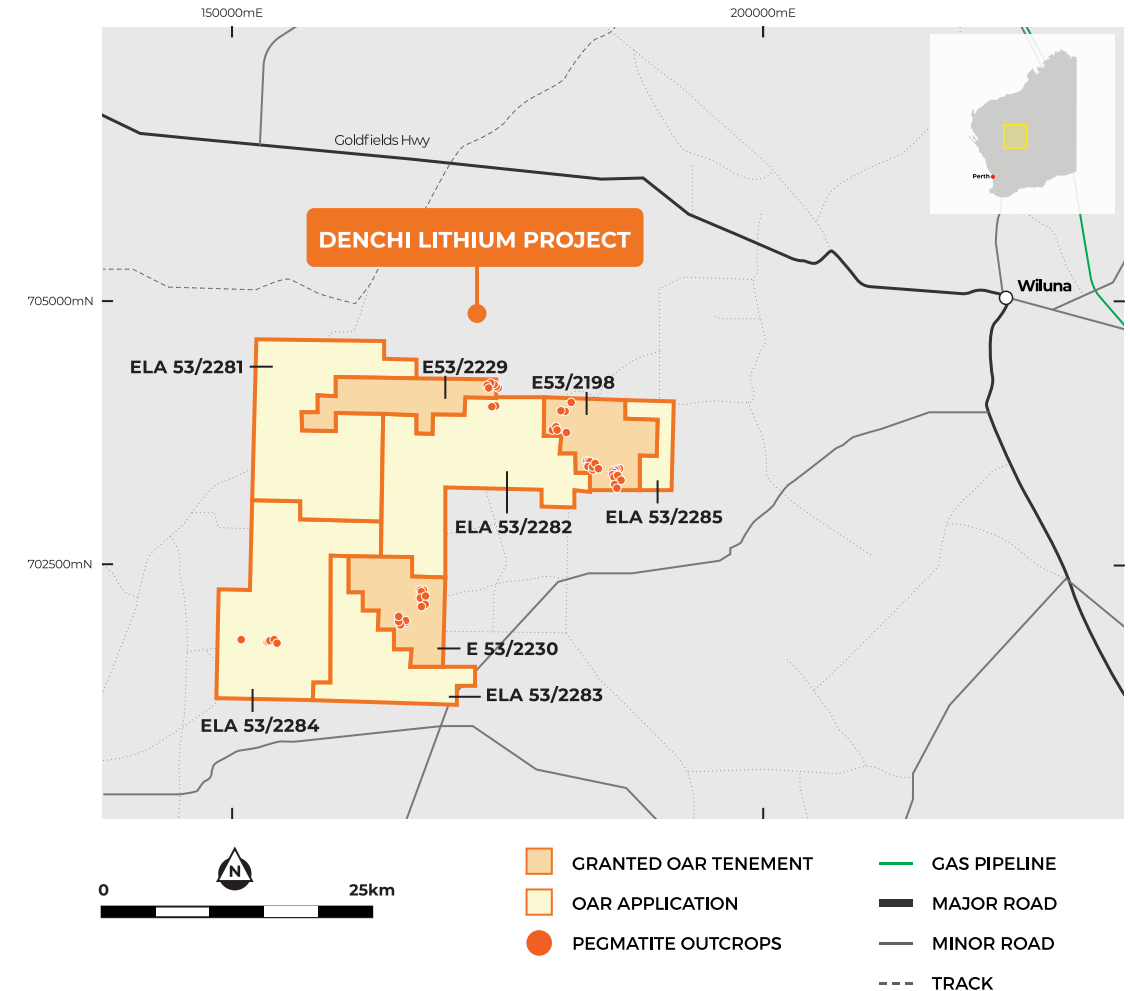 150000mE
200000mE
Goldfields Hwy
Perth
DENCHI LITHIUM PROJECT
Wiluna
705000mN
ELA 53/2281
E53/2229
E53/2198
ELA 53/2282
ELA 53/2285
702500mN
E 53/2230
ELA 53/2283
ELA 53/2284
N
0
25km
GRANTED OAR TENEMENT
OAR APPLICATION
PEGMATITE OUTCROPS
GAS PIPELINE
MAJOR ROAD
MINOR ROAD
TRACK